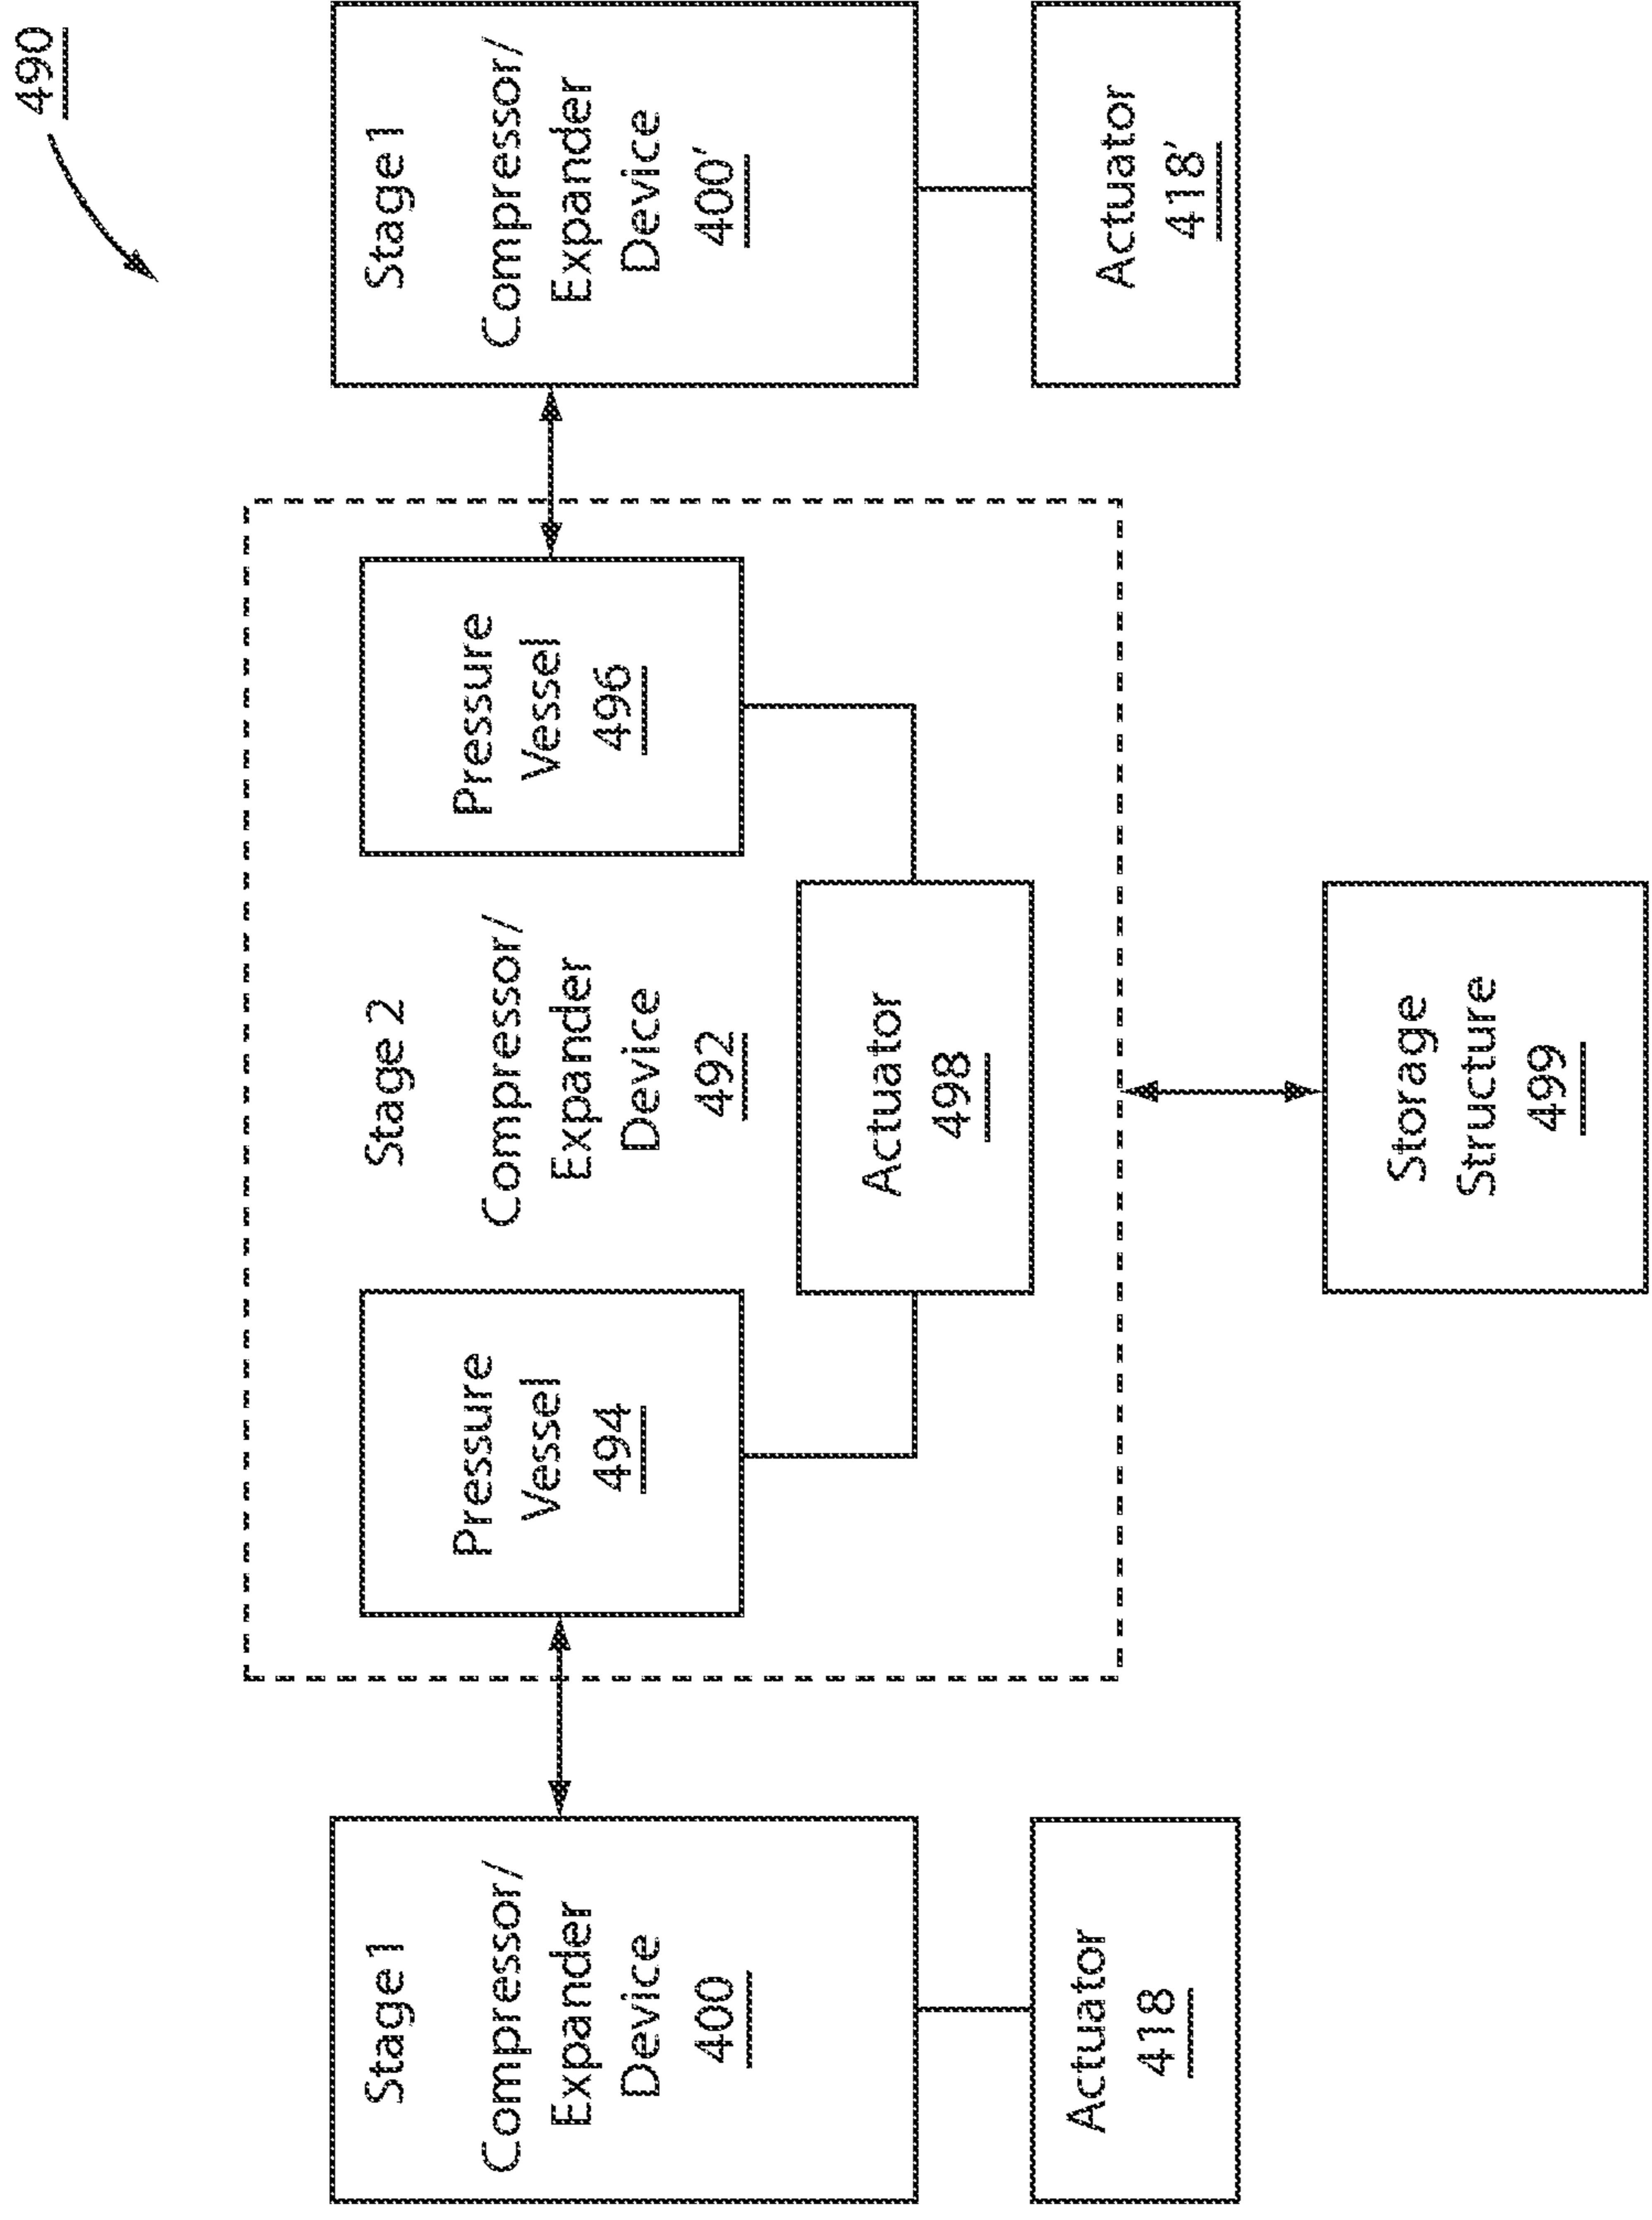 490
Stage 1
Compressor/
Expander
Device
400
Actuator
418
Stage 2
Compressor/
Expander
Device
492
Pressure
Vessel
494
Pressure
Vessel
496
Actuator
498
Stage 1
Compressor/
Expander
Device
400'
Actuator
418'
Storage
Structure
499